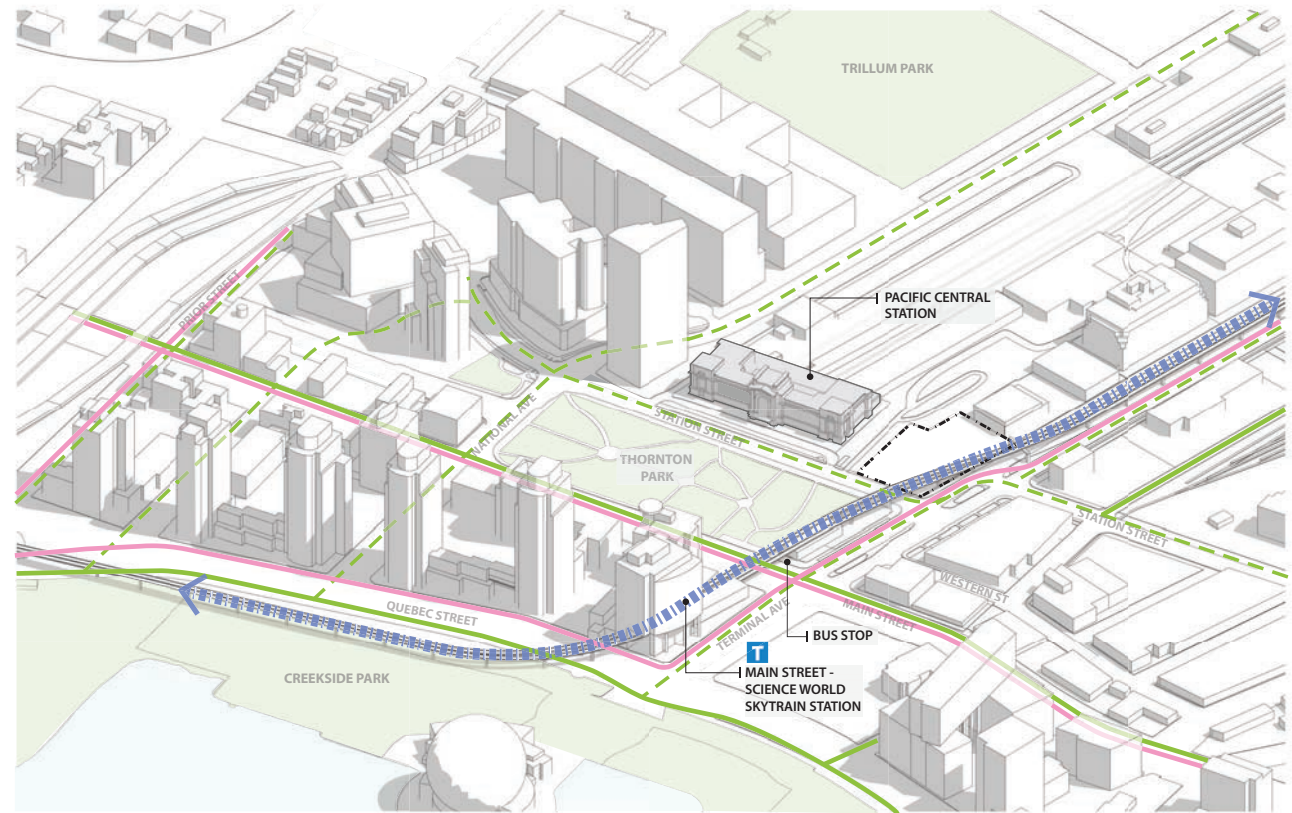 TRILLUM PARK
PACIFIC CENTRAL
STATION
PRIOR STREET
NATIONAL AVE
STATION STREET
THORNTON
PARK
STATION STREET
WESTERN ST
QUEBEC STREET
MAIN STREET
TERMINAL AVE
BUS STOP
T
MAIN STREET -
SCIENCE WORLD
SKYTRAIN STATION
CREEKSIDE PARK